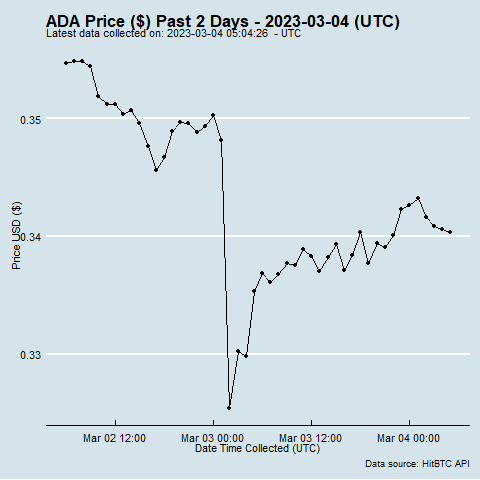 ADA Price ($) Past 2 Days - 2023-03-04 (UTC)
Latest data collected on: 2023-03-04 05:04:26 - UTC
Price USD ($)
0.35
0.34
0.33
Mar 02 12:00 Mar 03 00:00 Mar 03 12:00 Mar 04 00:00
Date Time Collected (UTC)
Data source: HitBTC API